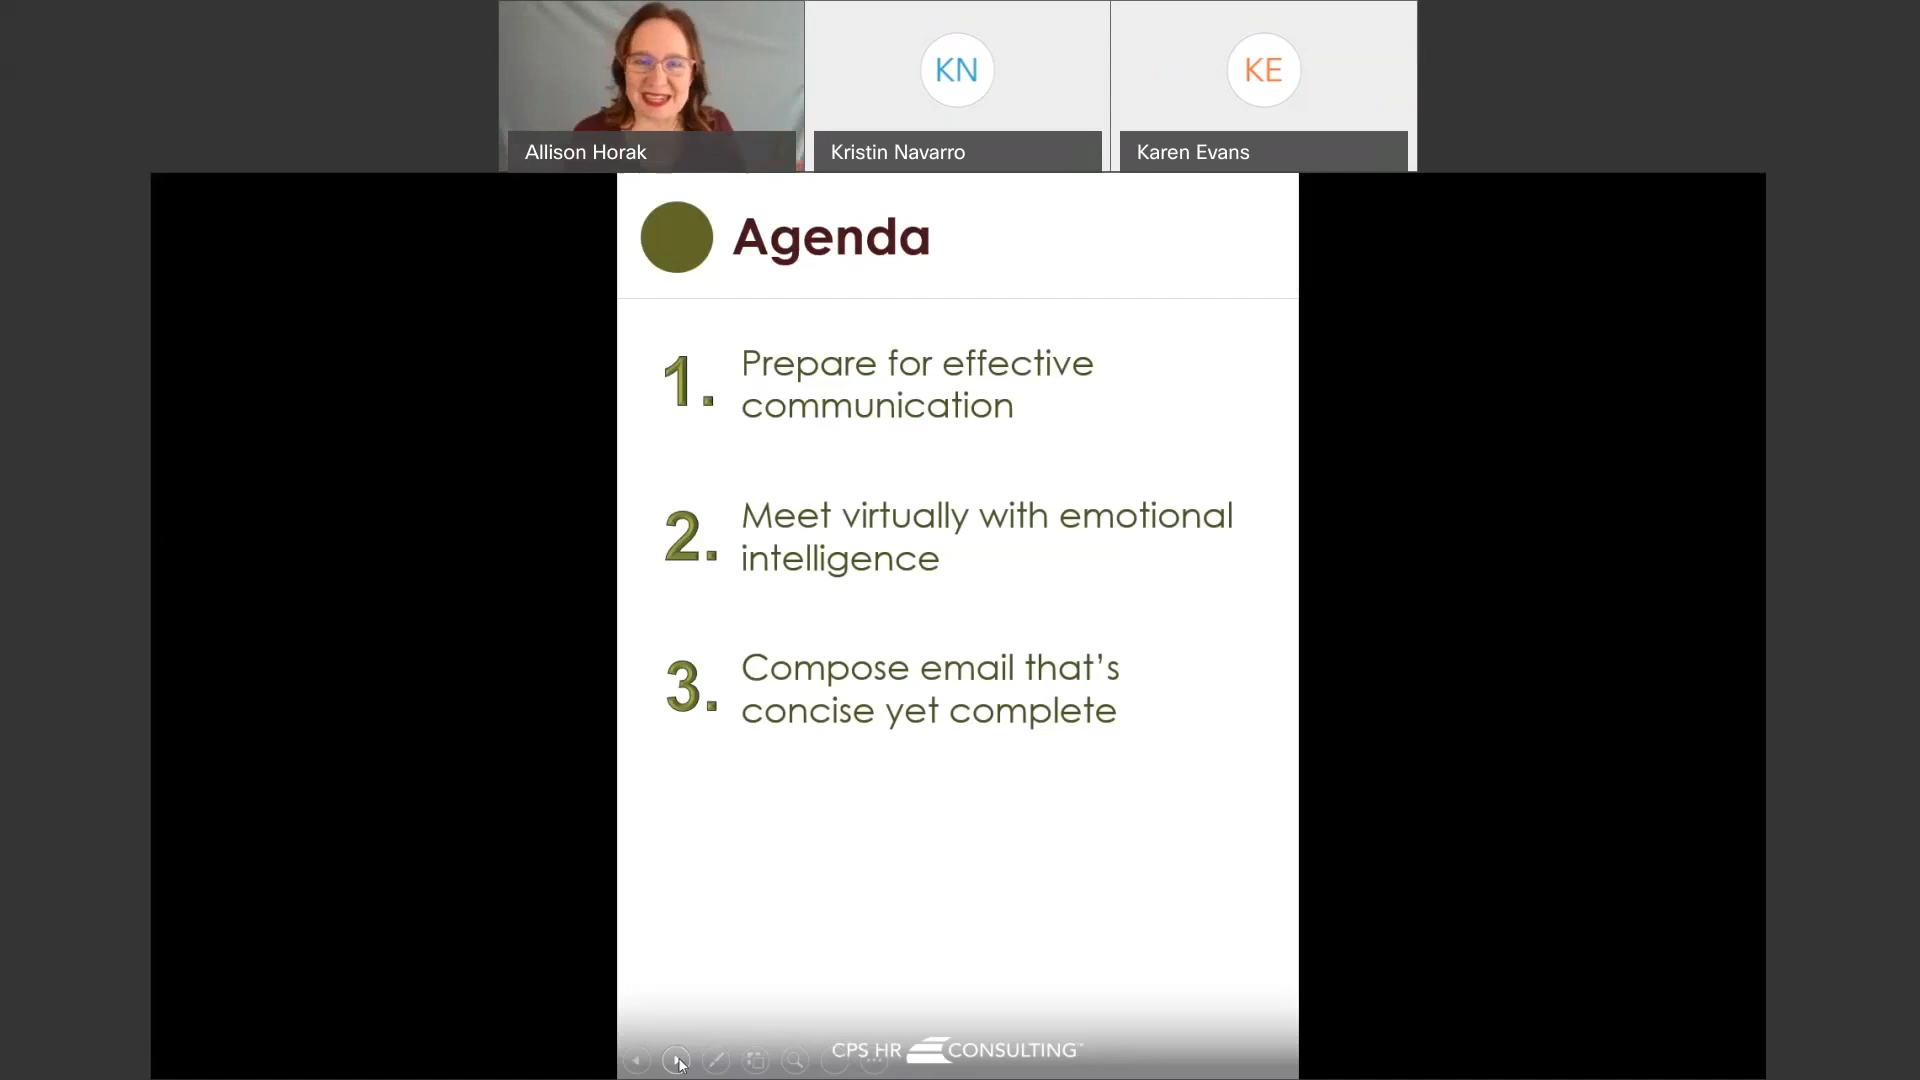 KN
KE
Allison Horak
Kristin Navarro
Karen Evans
Agenda
1. Prepare for effective
communication
2. Meet virtually with emotional
intelligence
3. Compose email that’s
concise yet complete
CPS HR CONSULTING™